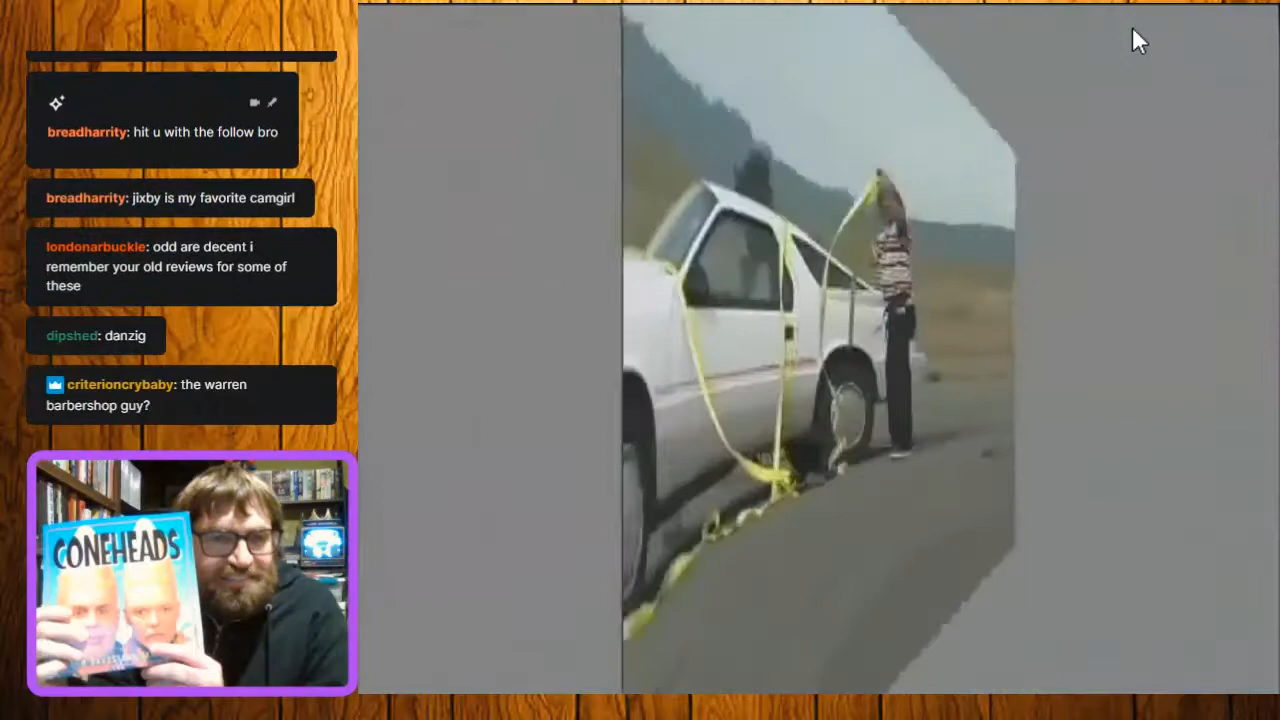 breadharrity: hit u with the follow bro
breadharrity: jixby is my favorite camgirl
londonarbuckle: odd are decent i
remember your old reviews for some of
these
dipshed: danzig
criterioncrybaby: the warren
barbershop guy?
CONEHEADS